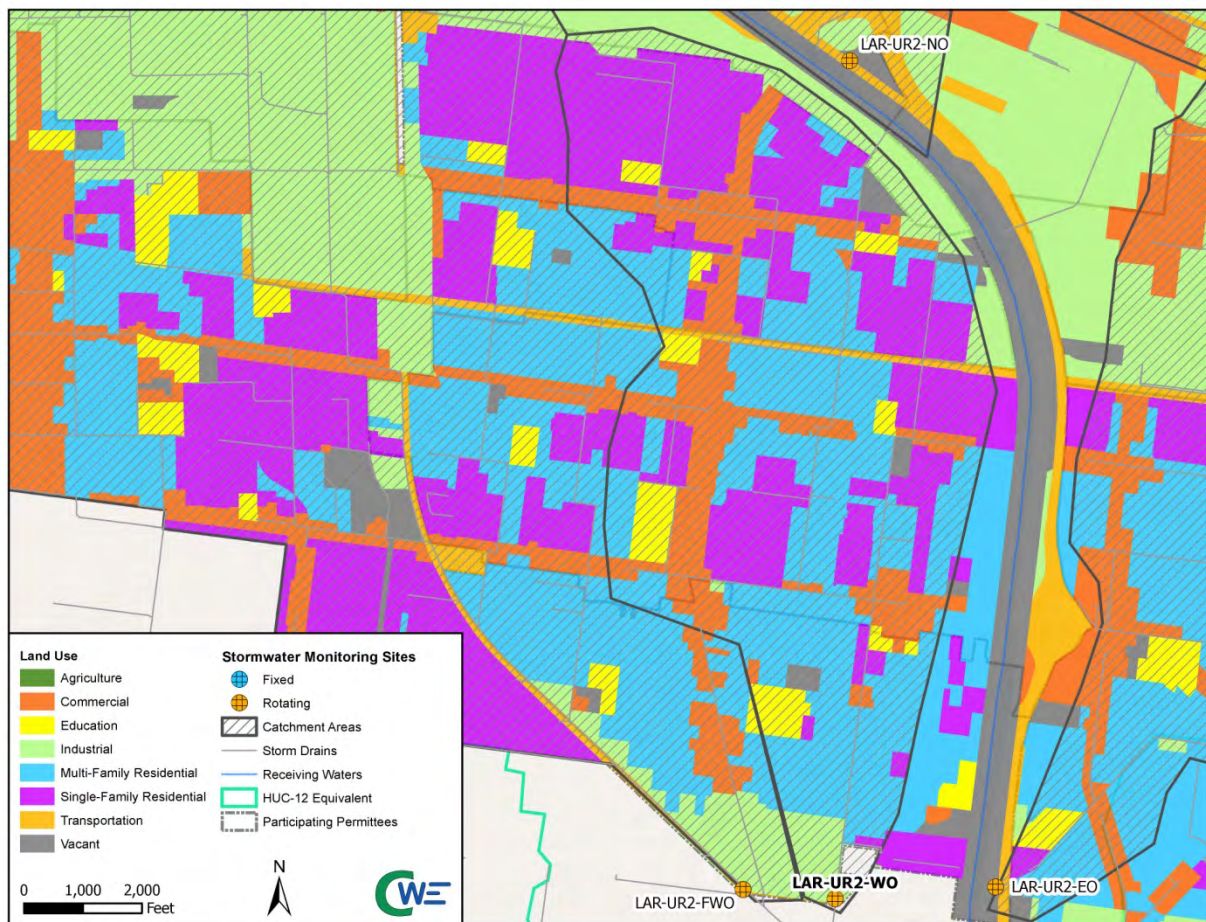 LAR-UR2-NO
Land Use
Agriculture
Commercial
Education
Industrial
Multi-Family Residential
Single-Family Residential
Transportation
Vacant
Stormwater Monitoring Sites
Fixed
Rotating
Catchment Areas
Storm Drains
Receiving Waters
HUC-12 Equivalent
Participating Permittees
0 1,000 2,000
Feet
N
CWE
LAR-UR2-FWO
LAR-UR2-WO
LAR-UR2-EO